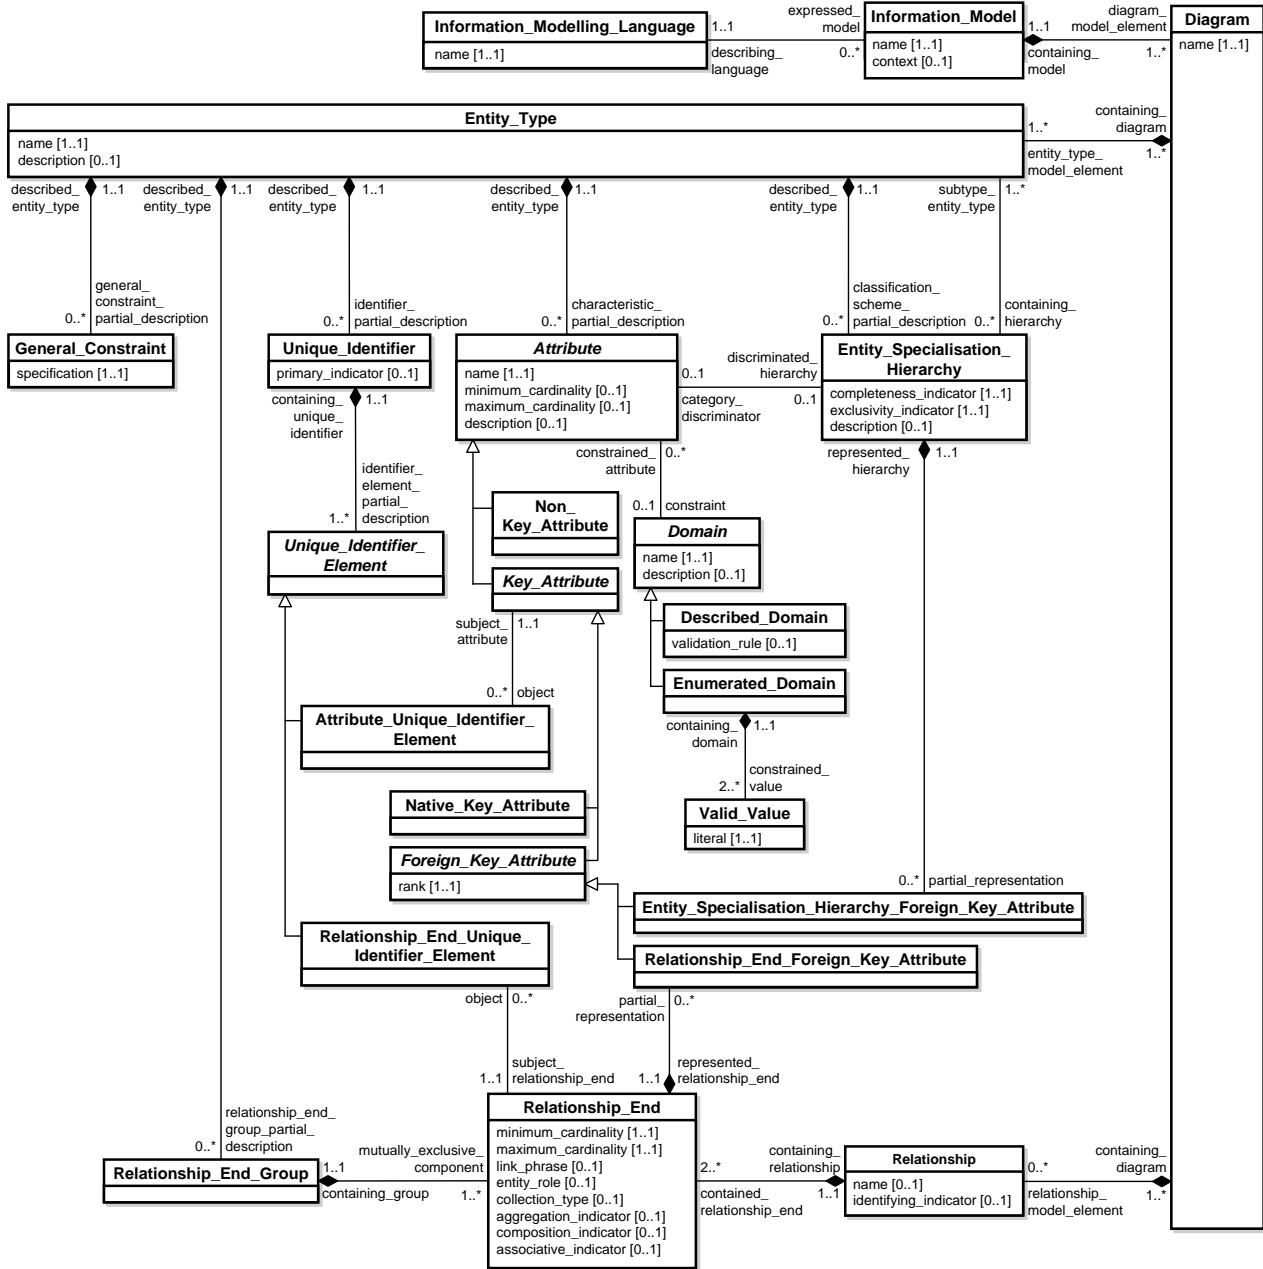 Information_Modelling_Language
name [1..1]
1..1
describing_
language
expressed_
model
0..*
Information_Model
name [1..1]
context [0..1]
1..1
containing_
model
diagram_
model_element
1..*
Diagram
name [1..1]
Entity_Type
name [1..1]
description [0..1]
1..*
entity_type_
model_element
containing_
diagram
1..*
described_
entity_type
1..1
described_
entity_type
1..1
described_
entity_type
1..1
described_
entity_type
1..1
described_
entity_type
1..1
subtype_
entity_type
1..*
general_
constraint_
0..* partial_description
identifier_
0..* partial_description
characteristic_
0..* partial_description
classification_
scheme_
0..* partial_description
containing_
0..* hierarchy
General_Constraint
specification [1..1]
Unique_Identifier
primary_indicator [0..1]
Attribute
name [1..1]
minimum_cardinality [0..1]
maximum_cardinality [0..1]
description [0..1]
discriminated_
hierarchy
0..1
category_
discriminator
0..1
Entity_Specialisation_
Hierarchy
completeness_indicator [1..1]
exclusivity_indicator [1..1]
description [0..1]
containing_
unique_
identifier
1..1
constrained_
attribute
0..*
represented_
hierarchy
1..1
identifier_
element_
partial_
1..* description
0..1 constraint
Non_
Key_Attribute
Unique_Identifier_
Element
Domain
name [1..1]
description [0..1]
Key_Attribute
subject_
attribute
1..1
Described_Domain
validation_rule [0..1]
Enumerated_Domain
0..* object
Attribute_Unique_Identifier_
Element
containing_
domain
1..1
constrained_
2..* value
Native_Key_Attribute
Valid_Value
literal [1..1]
Foreign_Key_Attribute
rank [1..1]
0..* partial_representation
Entity_Specialisation_Hierarchy_Foreign_Key_Attribute
Relationship_End_Unique_
Identifier_Element
Relationship_End_Foreign_Key_Attribute
object 0..*
partial_
representation
0..*
subject_
1..1 relationship_end
represented_
1..1 relationship_end
Relationship_End
minimum_cardinality [1..1]
maximum_cardinality [1..1]
link_phrase [0..1]
entity_role [0..1]
collection_type [0..1]
aggregation_indicator [0..1]
composition_indicator [0..1]
associative_indicator [0..1]
relationship_end_
group_partial_
0..* description
Relationship_End_Group
1..1
containing_group
mutually_exclusive_
component
1..*
2..*
contained_
relationship_end
containing_
relationship
1..1
Relationship
name [0..1]
identifying_indicator [0..1]
0..*
relationship_
model_element
containing_
diagram
1..*